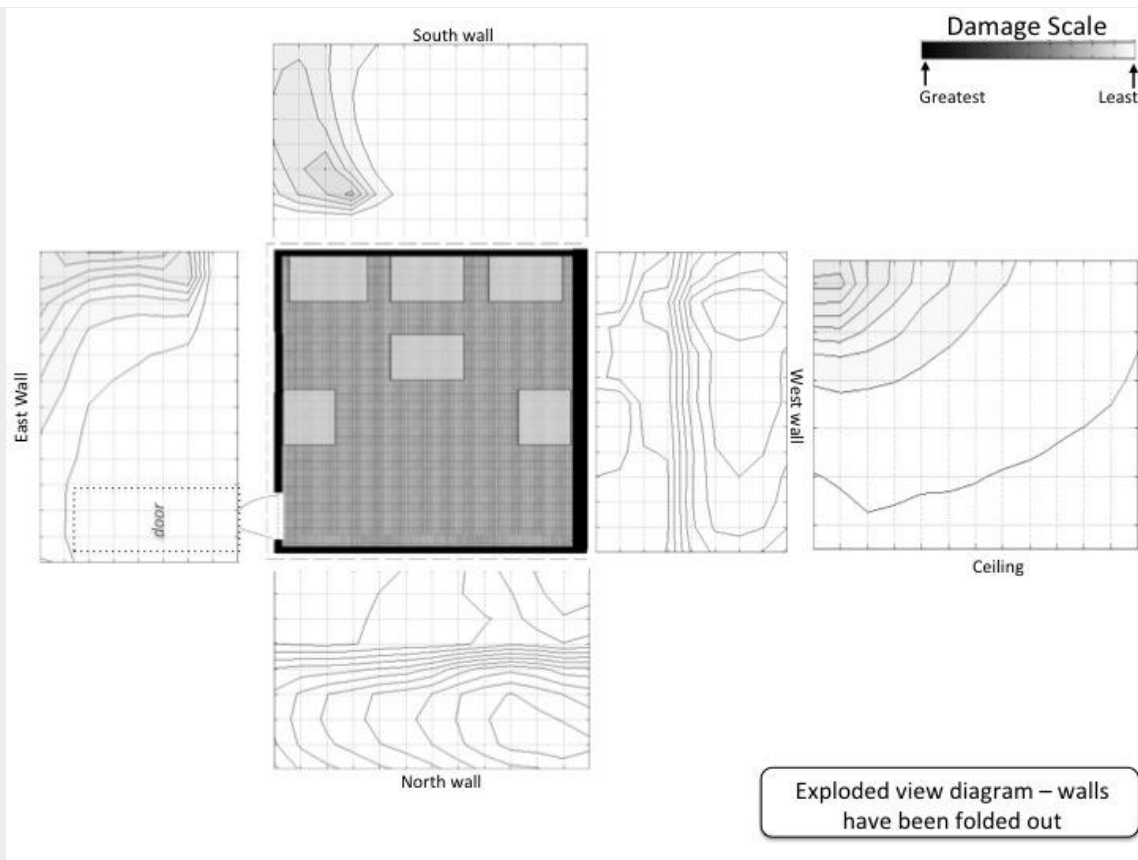 South wall
Damage Scale
Greatest
Least
East Wall
door
West wall
Ceiling
North wall
Exploded view diagram – walls
have been folded out